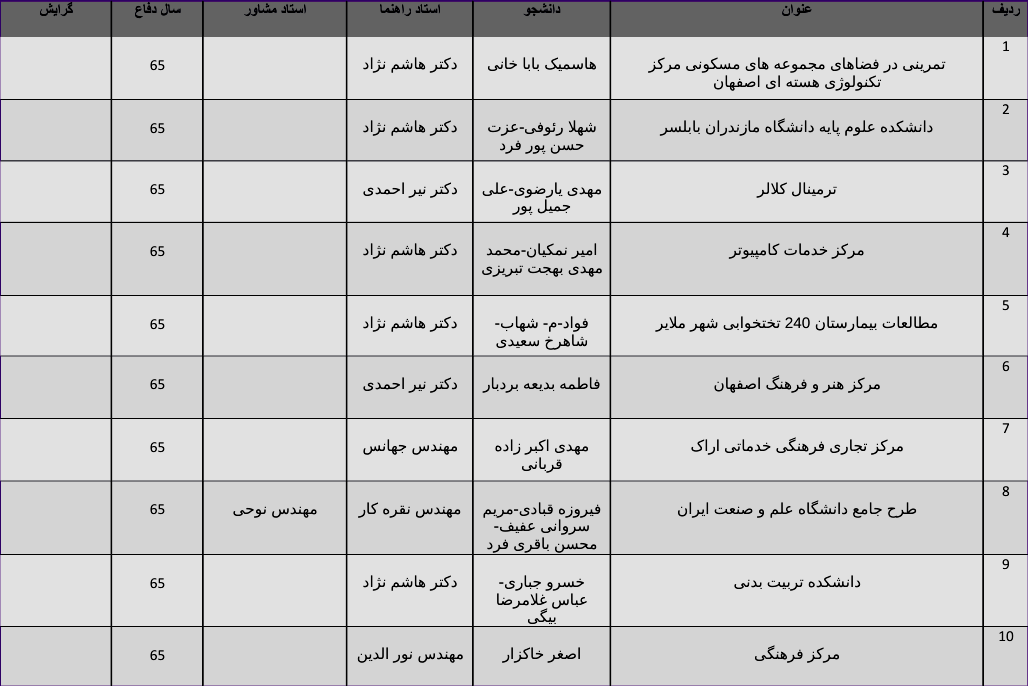 ردیف عنوان دانشجو استاد راهنما استاد مشاور سال دفاع گرایش
1 تمرینی در فضاهای مجموعه های مسکونی مرکز هاسمیک بابا خانی دکتر هاشم نژاد 65
تکنولوژی هسته ای اصفهان
2 دانشکده علوم پایه دانشگاه مازندران بابلسر شهلا رئوفی-عزت دکتر هاشم نژاد 65
حسن پور فرد
3 ترمینال کلالر مهدی یارضوی-علی دکتر نیر احمدی 65
جمیل پور
4 مرکز خدمات کامپیوتر امیر نمکیان-محمد دکتر هاشم نژاد 65
مهدی بهجت تبریزی
5 مطالعات بیمارستان 240 تختخوابی شهر ملایر فواد-م- شهاب- دکتر هاشم نژاد 65
شاهرخ سعیدی
6 مرکز هنر و فرهنگ اصفهان فاطمه بدیعه بردبار دکتر نیر احمدی 65
7 مرکز تجاری فرهنگی خدماتی اراک مهدی اکبر زاده مهندس جهانس 65
قربانی
8 طرح جامع دانشگاه علم و صنعت ایران فیروزه قبادی-مریم مهندس نقره کار مهندس نوحی 65
سروانی عفیف-
محسن باقری فرد
9 دانشکده تربیت بدنی خسرو جباری- دکتر هاشم نژاد 65
عباس غلامرضا
بیگی
10 مرکز فرهنگی اصغر خاکزار مهندس نور الدین 65